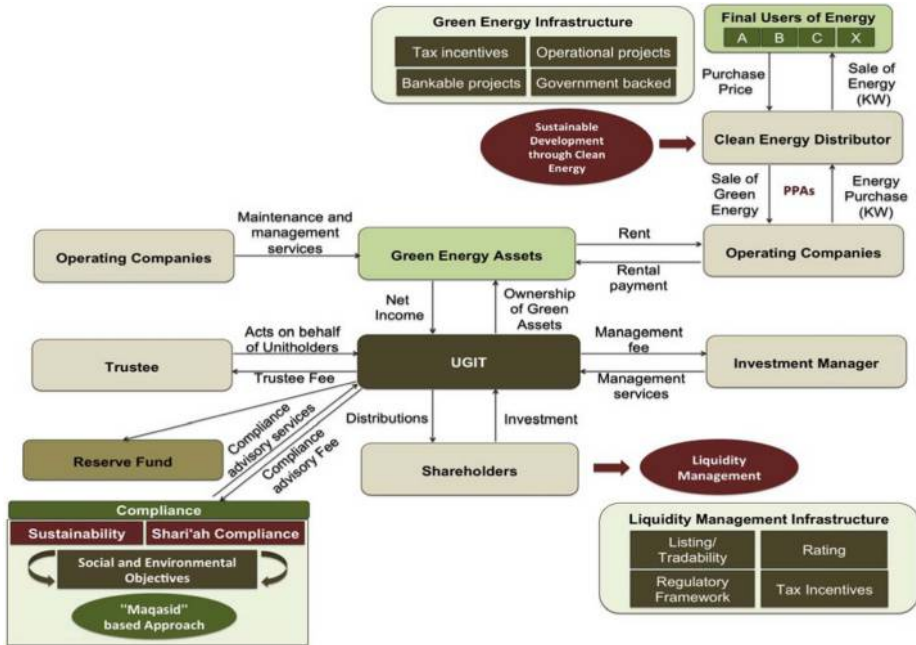 Green Energy Infrastructure
Tax incentives
Operational projects
Bankable projects
Government backed
Final Users of Energy
A B C X
Purchase
Price
Sale of
Energy
(KW)
Sustainable
Development
through Clean
Energy
Clean Energy Distributor
Sale of
Green
Energy
PPAs
Energy
Purchase
(KW)
Operating Companies
Maintenance and
management
services
Green Energy Assets
Rent
Rental
payment
Operating Companies
Net
Income
Ownership
of Green
Assets
Trustee
Acts on behalf
of Unitholders
Trustee Fee
UGIT
Management
fee
Management
services
Investment Manager
Reserve Fund
Compliance
advisory services
Compliance
advisory Fee
Distributions
Investment
Shareholders
Liquidity
Management
Compliance
Sustainability
Shari'ah Compliance
Social and Environmental
Objectives
"Maqasid"
based Approach
Liquidity Management Infrastructure
Listing/
Tradability
Rating
Regulatory
Framework
Tax Incentives